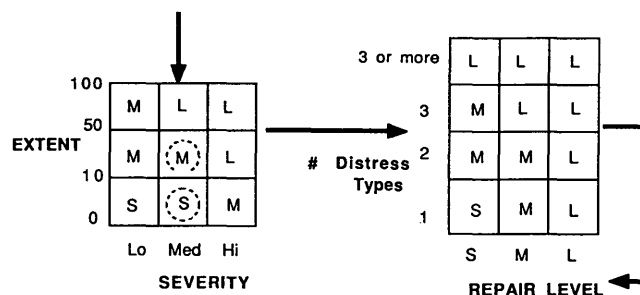 100
M L L
50
EXTENT
M M L
10
S S M
0
Lo Med Hi
SEVERITY
# Distress
Types
3 or more
L L L
3
M L L
2
M M L
1
S M L
S M L
REPAIR LEVEL